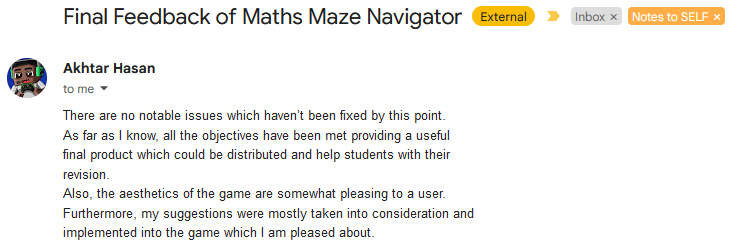 Final Feedback of Maths Maze Navigator External Inbox × Notes to SELF ×
Akhtar Hasan
to me
There are no notable issues which haven’t been fixed by this point.
As far as I know, all the objectives have been met providing a useful
final product which could be distributed and help students with their
revision.
Also, the aesthetics of the game are somewhat pleasing to a user.
Furthermore, my suggestions were mostly taken into consideration and
implemented into the game which I am pleased about.